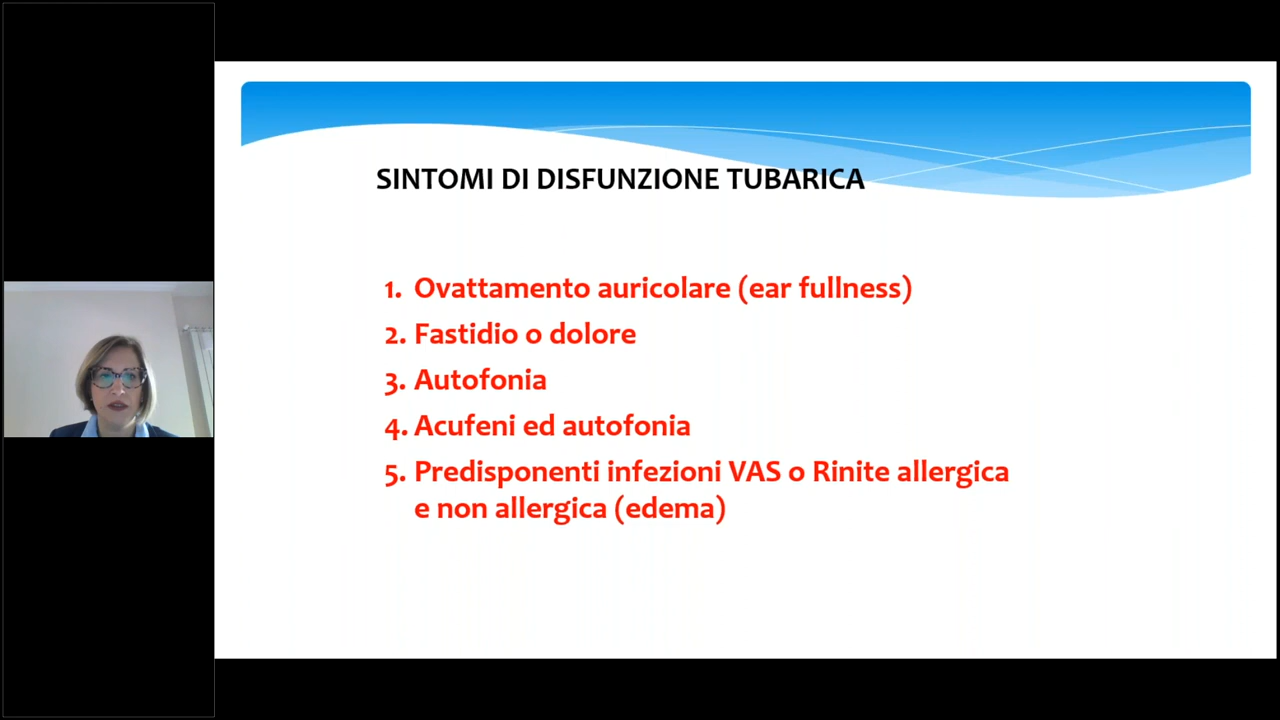 SINTOMI DI DISFUNZIONE TUBARICA
1. Ovattamento auricolare (ear fullness)
2. Fastidio o dolore
3. Autofonia
4. Acufeni ed autofonia
5. Predisponenti infezioni VAS o Rinite allergica
e non allergica (edema)